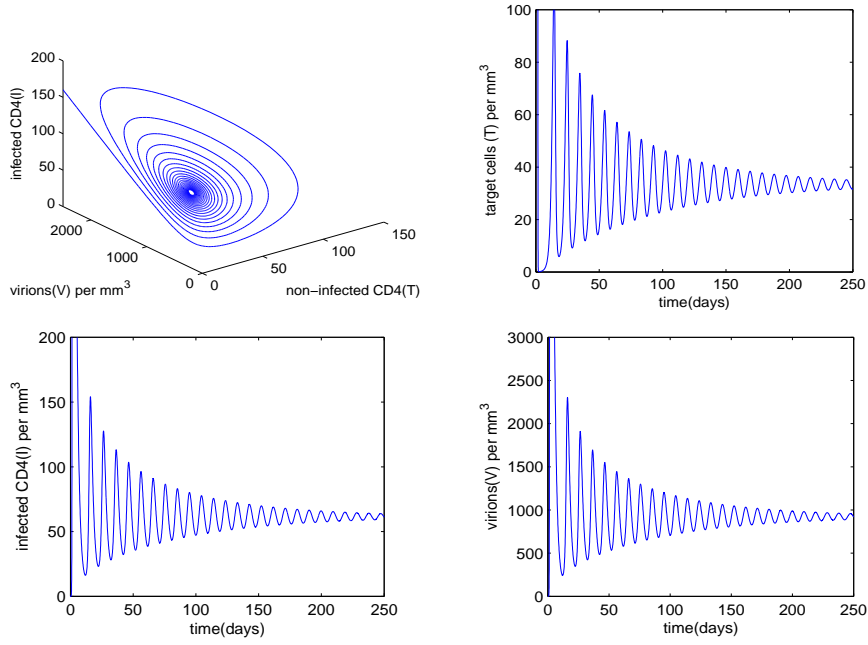 200
150
100
50
0
infected CD4(I)
2000
1000
0
virions(V) per mm³
0
50
100
150
non−infected CD4(T)
100
80
60
40
20
0
target cells (T) per mm³
0 50 100 150 200 250
time(days)
200
150
100
50
0
infected CD4(I) per mm³
0 50 100 150 200 250
time(days)
3000
2500
2000
1500
1000
500
0
virions(V) per mm³
0 50 100 150 200 250
time(days)